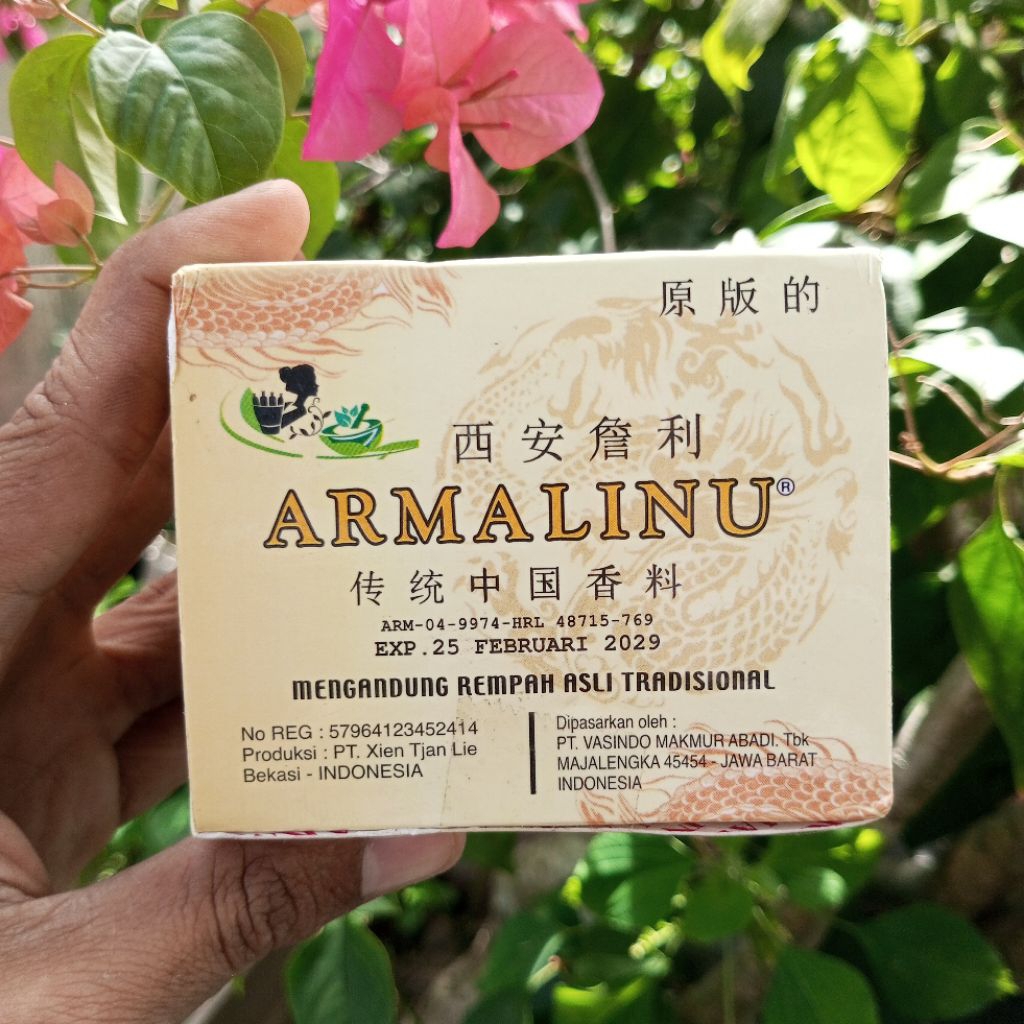 原版的
西安詹利
ARMALINU®
传统中国香料
ARM-04-9974-HRL 48715-769
EXP.25 FEBRUARI 2029
MENGANDUNG REMPAH ASLI TRADISIONAL
No REG : 57964123452414
Produksi : PT. Xien Tjan Lie
Bekasi - INDONESIA
Dipasarkan oleh :
PT. VASINDO MAKMUR ABADI. Tbk
MAJALENGKA 45454 - JAWA BARAT
INDONESIA